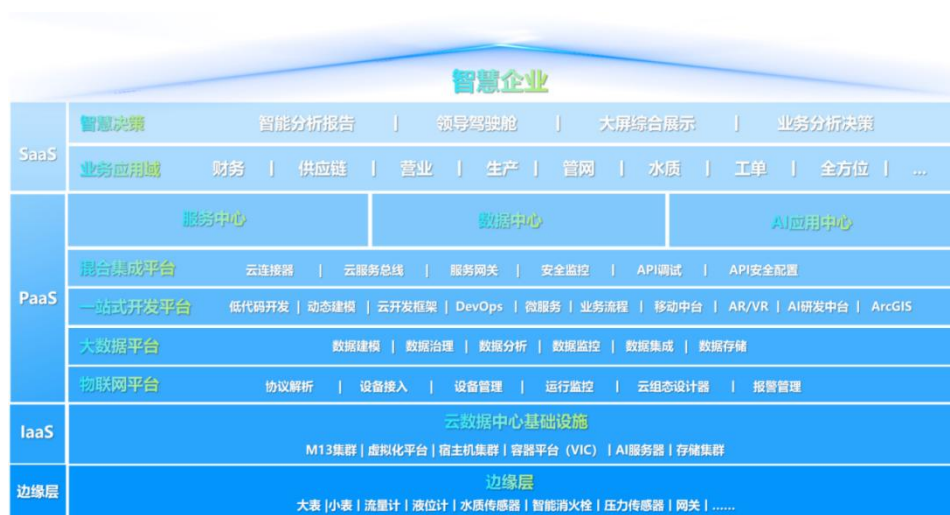 智慧企业
SaaS
智慧决策 智能分析报告 | 领导驾驶舱 | 大屏综合展示 | 业务分析决策
业务应用域 财务 | 供应链 | 营业 | 生产 | 管网 | 水质 | 工单 | 全方位 | ...
PaaS
服务中心 数据中心 AI应用中心
混合集成平台 云连接器 | 云服务总线 | 服务网关 | 安全监控 | API调试 | API安全配置
一站式开发平台 低代码开发 | 动态建模 | 云开发框架 | DevOps | 微服务 | 业务流程 | 移动中台 | AR/VR | AI研发中台 | ArcGIS
大数据平台 数据建模 | 数据治理 | 数据分析 | 数据监控 | 数据集成 | 数据存储
物联网平台 协议解析 | 设备接入 | 设备管理 | 运行监控 | 云组态设计器 | 报警管理
IaaS
云数据中心基础设施
M13集群 | 虚拟化平台 | 宿主机集群 | 容器平台（VIC） | AI服务器 | 存储集群
边缘层
边缘层
大表 |小表 | 流量计 | 液位计 | 水质传感器 | 智能消火栓 | 压力传感器 | 网关 | ......